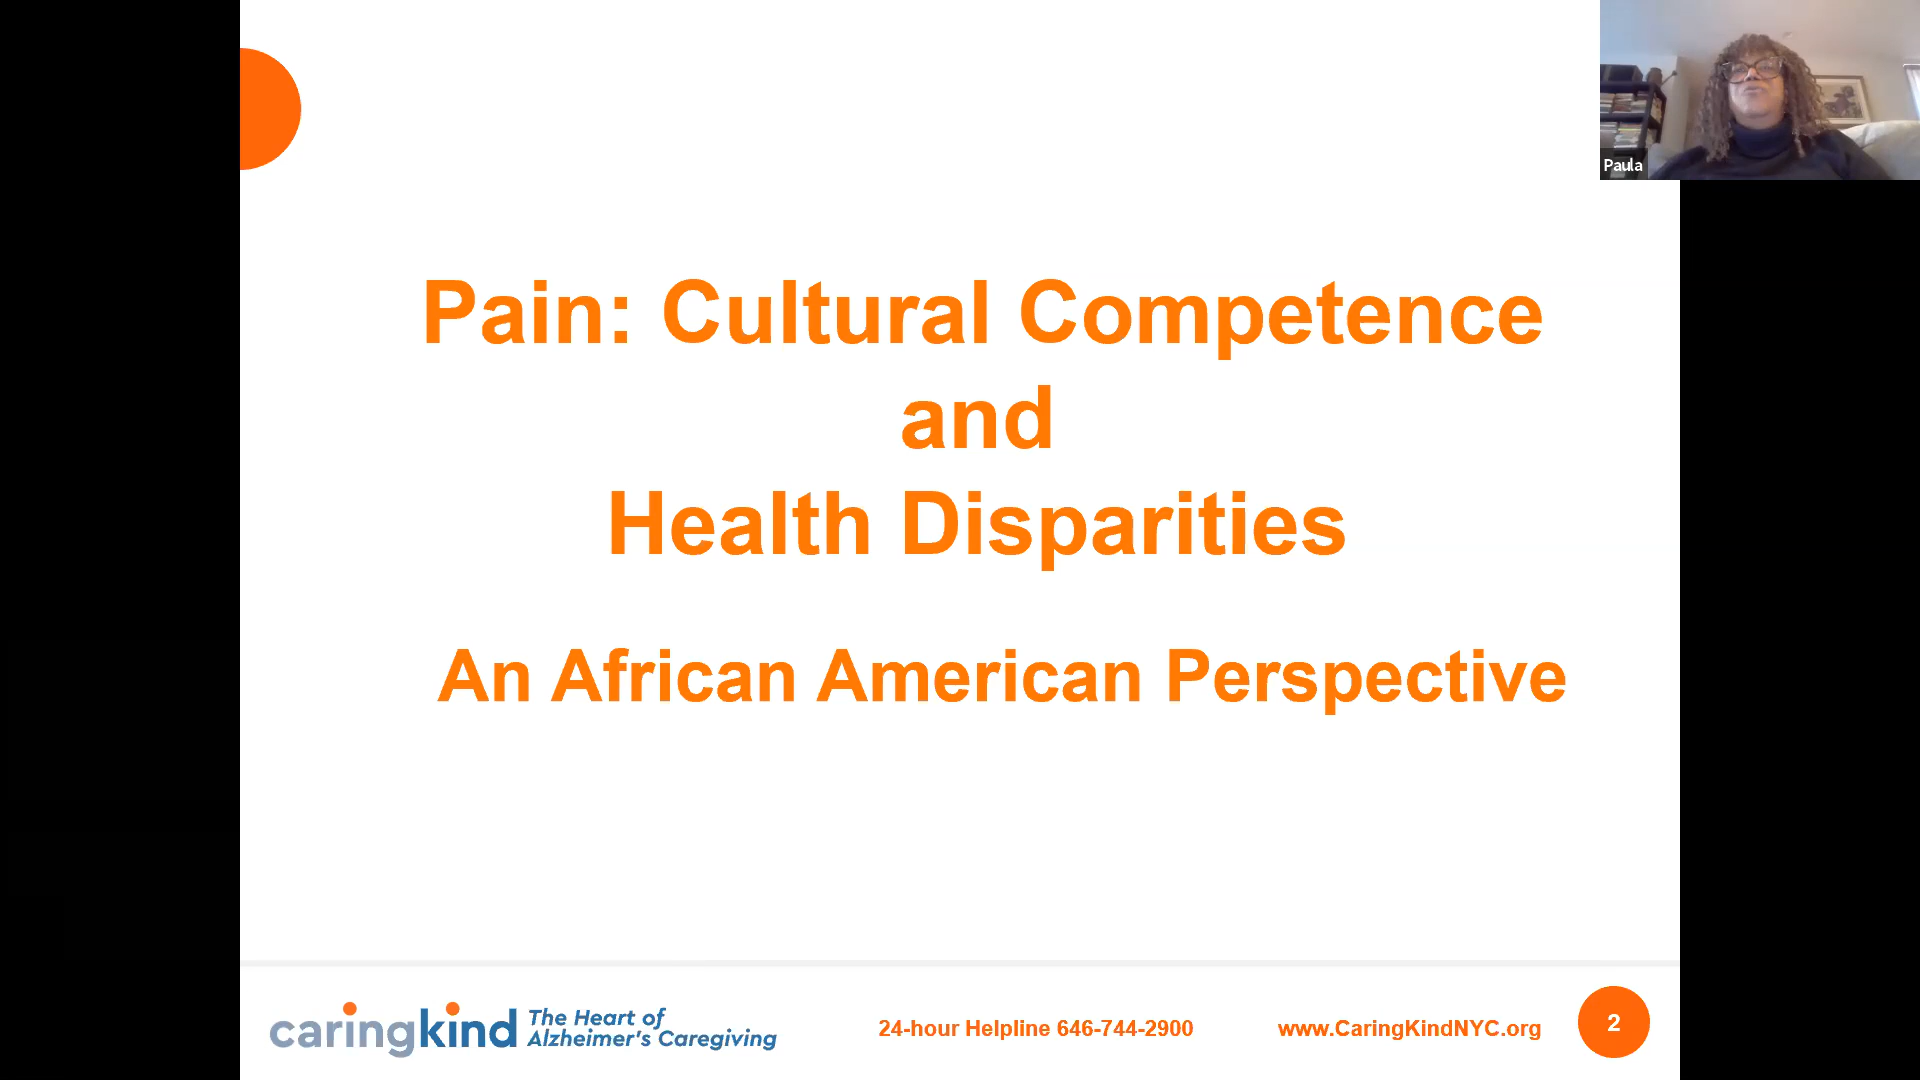 Paula
Pain: Cultural Competence
and
Health Disparities
An African American Perspective
caringkind
The Heart of
Alzheimer's Caregiving
24-hour Helpline 646-744-2900
www.CaringKindNYC.org
2